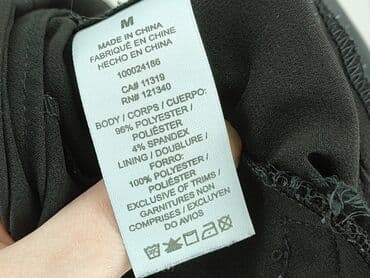 M
MADE IN CHINA
FABRIQUÉ EN CHINE
HECHO EN CHINA
100024186
CA# 11319
RN# 121340
BODY / CORPS / CUERPO:
96% POLYESTER /
POLIÉSTER
4% SPANDEX
LINING / DOUBLURE /
FORRO:
100% POLYESTER /
POLIÉSTER
EXCLUSIVE OF TRIMS /
GARNITURES NON
COMPRISES / EXCLUYEN
DO AVIOS